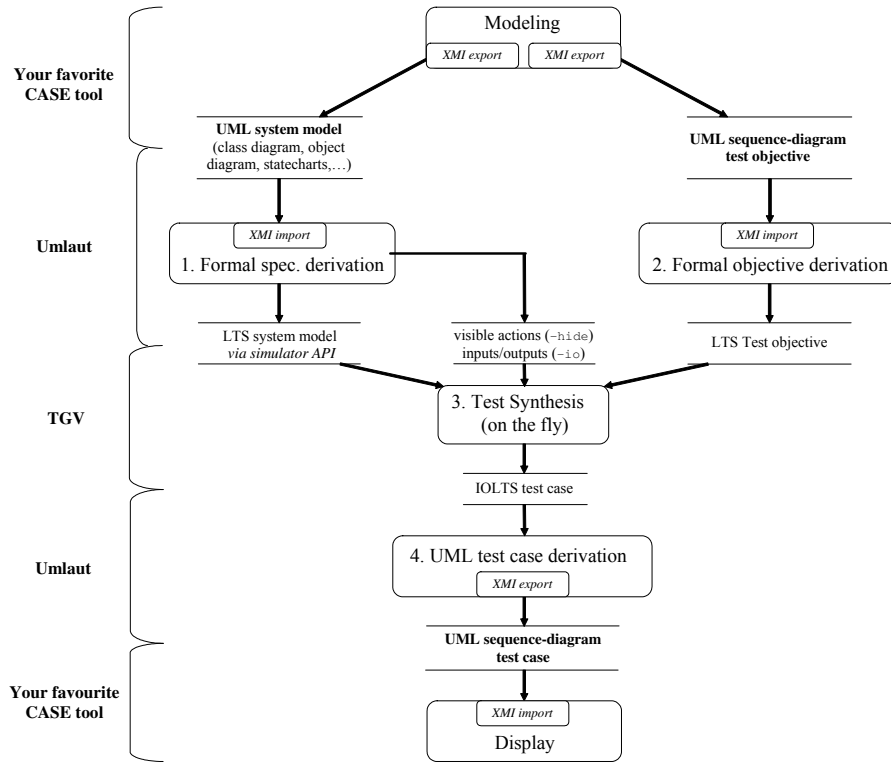 Modeling
XMI export
XMI export
Your favorite
CASE tool
UML system model
(class diagram, object
diagram, statecharts,…)
UML sequence-diagram
test objective
Umlaut
XMI import
1. Formal spec. derivation
XMI import
2. Formal objective derivation
LTS system model
via simulator API
visible actions (-hide)
inputs/outputs (-io)
LTS Test objective
TGV
3. Test Synthesis
(on the fly)
IOLTS test case
Umlaut
4. UML test case derivation
XMI export
UML sequence-diagram
test case
Your favourite
CASE tool
XMI import
Display